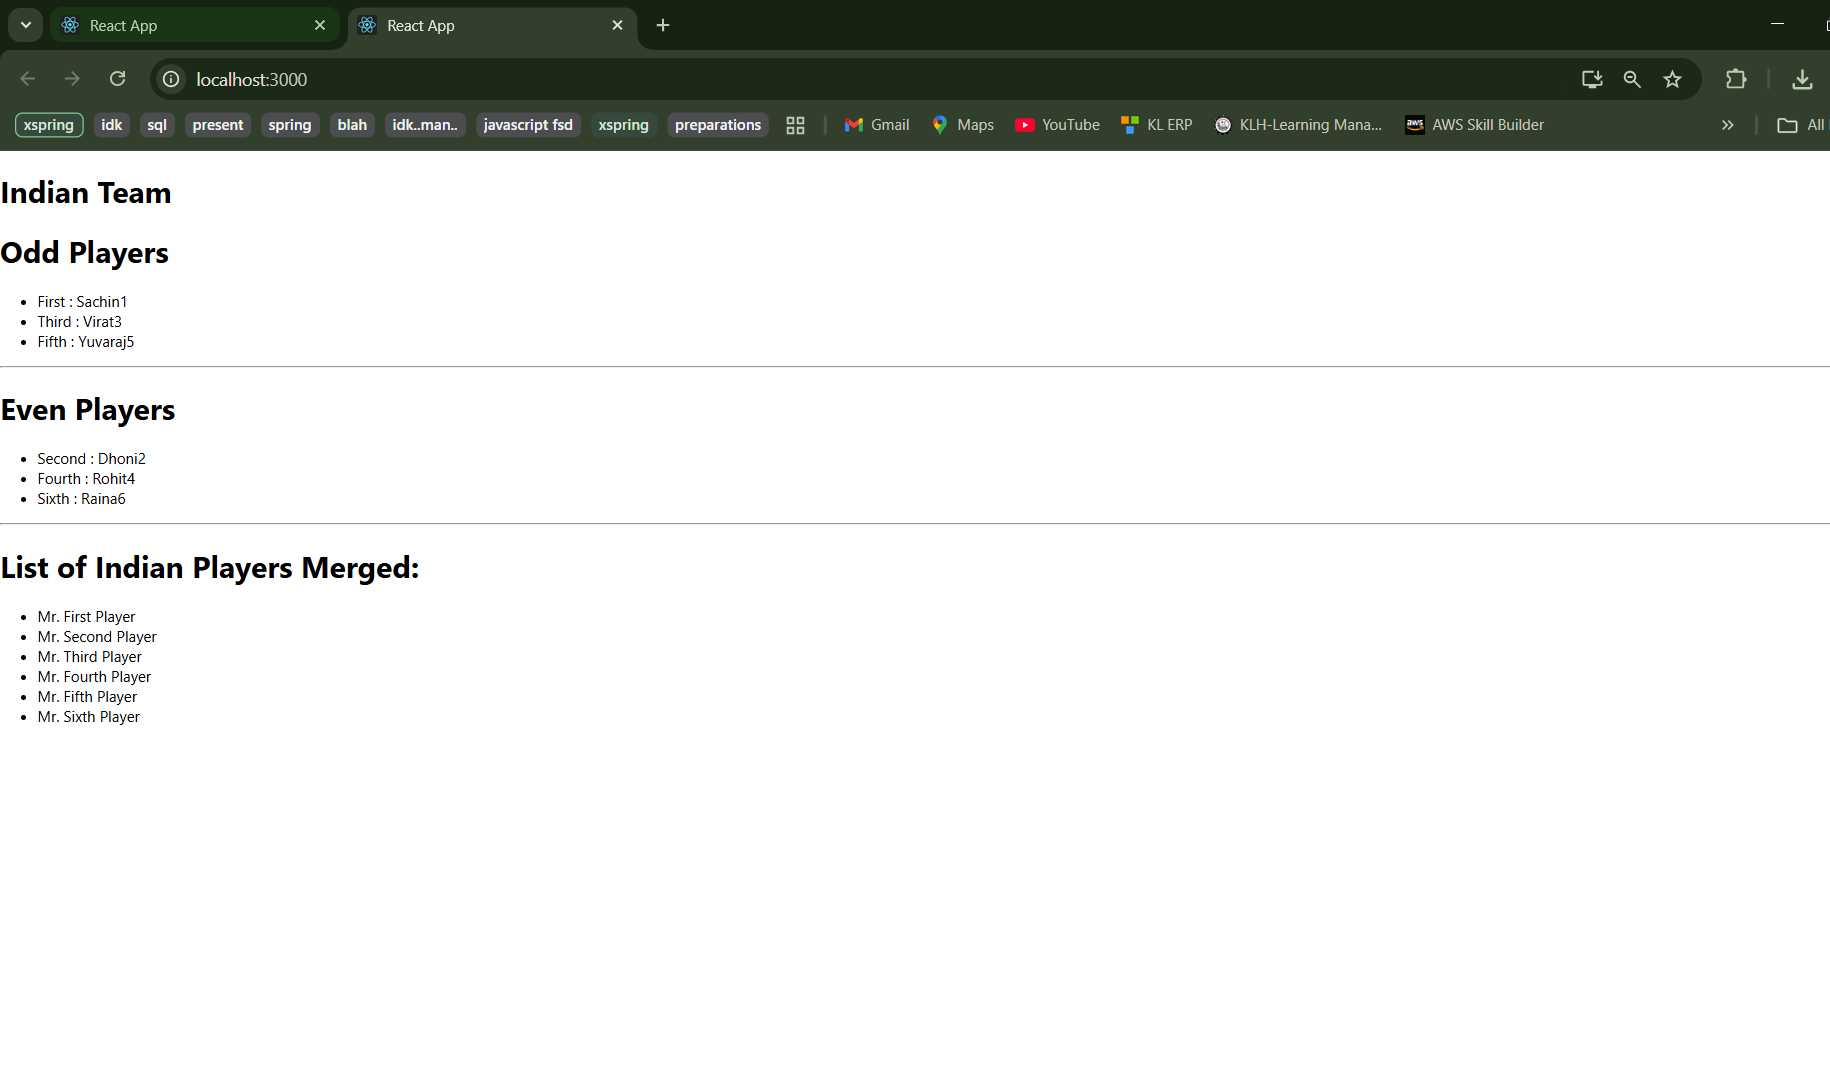 React App
React App
localhost:3000
xspring idk sql present spring blah idk..man.. javascript fsd xspring preparations Gmail Maps YouTube KL ERP KLH-Learning Mana... aws AWS Skill Builder All
Indian Team
Odd Players
First : Sachin1
Third : Virat3
Fifth : Yuvaraj5
Even Players
Second : Dhoni2
Fourth : Rohit4
Sixth : Raina6
List of Indian Players Merged:
Mr. First Player
Mr. Second Player
Mr. Third Player
Mr. Fourth Player
Mr. Fifth Player
Mr. Sixth Player